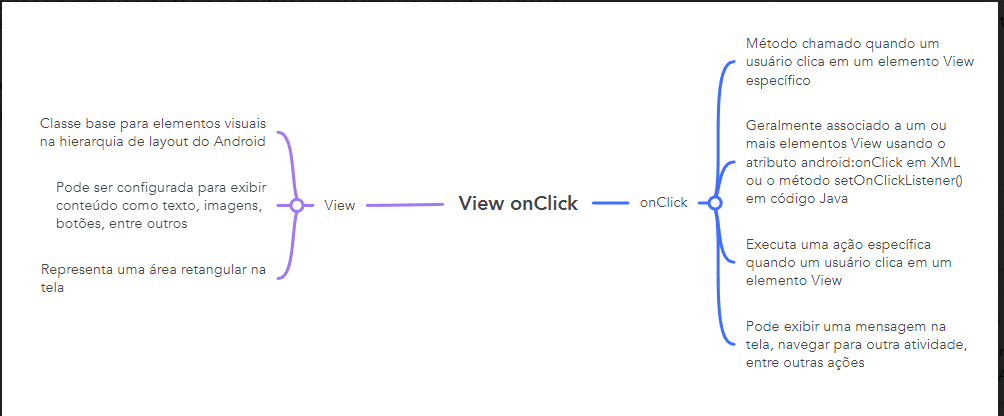 Classe base para elementos visuais
na hierarquia de layout do Android
Pode ser configurada para exibir
conteúdo como texto, imagens,
botões, entre outros
Representa uma área retangular na
tela
View
View onClick
onClick
Método chamado quando um
usuário clica em um elemento View
específico
Geralmente associado a um ou
mais elementos View usando o
atributo android:onClick em XML
ou o método setOnClickListener()
em código Java
Executa uma ação específica
quando um usuário clica em um
elemento View
Pode exibir uma mensagem na
tela, navegar para outra atividade,
entre outras ações